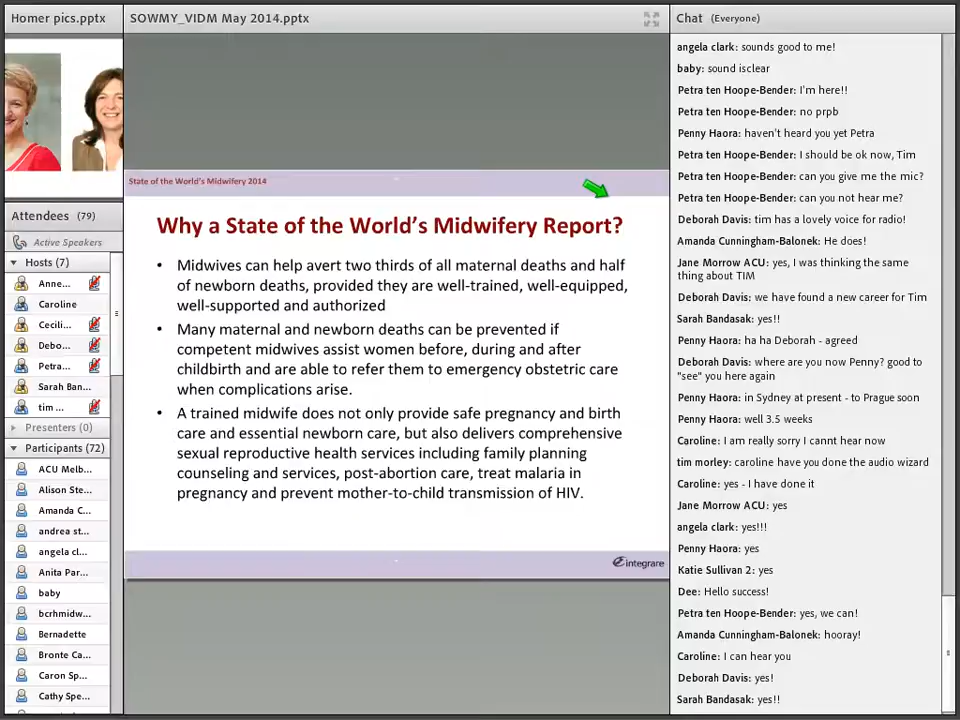 Homer pics.pptx
SOWMY_VIDM May 2014.pptx
Chat (Everyone)
Attendees (79)
Active Speakers
Hosts (7)
Anne...
Caroline
Cecili...
Debo...
Petra...
Sarah Ban...
tim ...
Presenters (0)
Participants (72)
ACU Melb...
Alison Ste...
Amanda C...
andrea st...
angela cl...
Anita Par...
baby
bcrhmidw...
Bernadette
Bronte Ca...
Caron Sp...
Cathy Spe...
State of the World's Midwifery 2014
Why a State of the World's Midwifery Report?
• Midwives can help avert two thirds of all maternal deaths and half
of newborn deaths, provided they are well-trained, well-equipped,
well-supported and authorized
• Many maternal and newborn deaths can be prevented if
competent midwives assist women before, during and after
childbirth and are able to refer them to emergency obstetric care
when complications arise.
• A trained midwife does not only provide safe pregnancy and birth
care and essential newborn care, but also delivers comprehensive
sexual reproductive health services including family planning
counseling and services, post-abortion care, treat malaria in
pregnancy and prevent mother-to-child transmission of HIV.
integrare
angela clark: sounds good to me!
baby: sound isclear
Petra ten Hoope-Bender: I'm here!!
Petra ten Hoope-Bender: no prpb
Penny Haora: haven't heard you yet Petra
Petra ten Hoope-Bender: I should be ok now, Tim
Petra ten Hoope-Bender: can you give me the mic?
Petra ten Hoope-Bender: can you not hear me?
Deborah Davis: tim has a lovely voice for radio!
Amanda Cunningham-Balonek: He does!
Jane Morrow ACU: yes, I was thinking the same
thing about TIM
Deborah Davis: we have found a new career for Tim
Sarah Bandasak: yes!!
Penny Haora: ha ha Deborah - agreed
Deborah Davis: where are you now Penny? good to
"see" you here again
Penny Haora: in Sydney at present - to Prague soon
Penny Haora: well 3.5 weeks
Caroline: I am really sorry I cannt hear now
tim morley: caroline have you done the audio wizard
Caroline: yes - I have done it
Jane Morrow ACU: yes
angela clark: yes!!!
Penny Haora: yes
Katie Sullivan 2: yes
Dee: Hello success!
Petra ten Hoope-Bender: yes, we can!
Amanda Cunningham-Balonek: hooray!
Caroline: I can hear you
Deborah Davis: yes!
Sarah Bandasak: yes!!